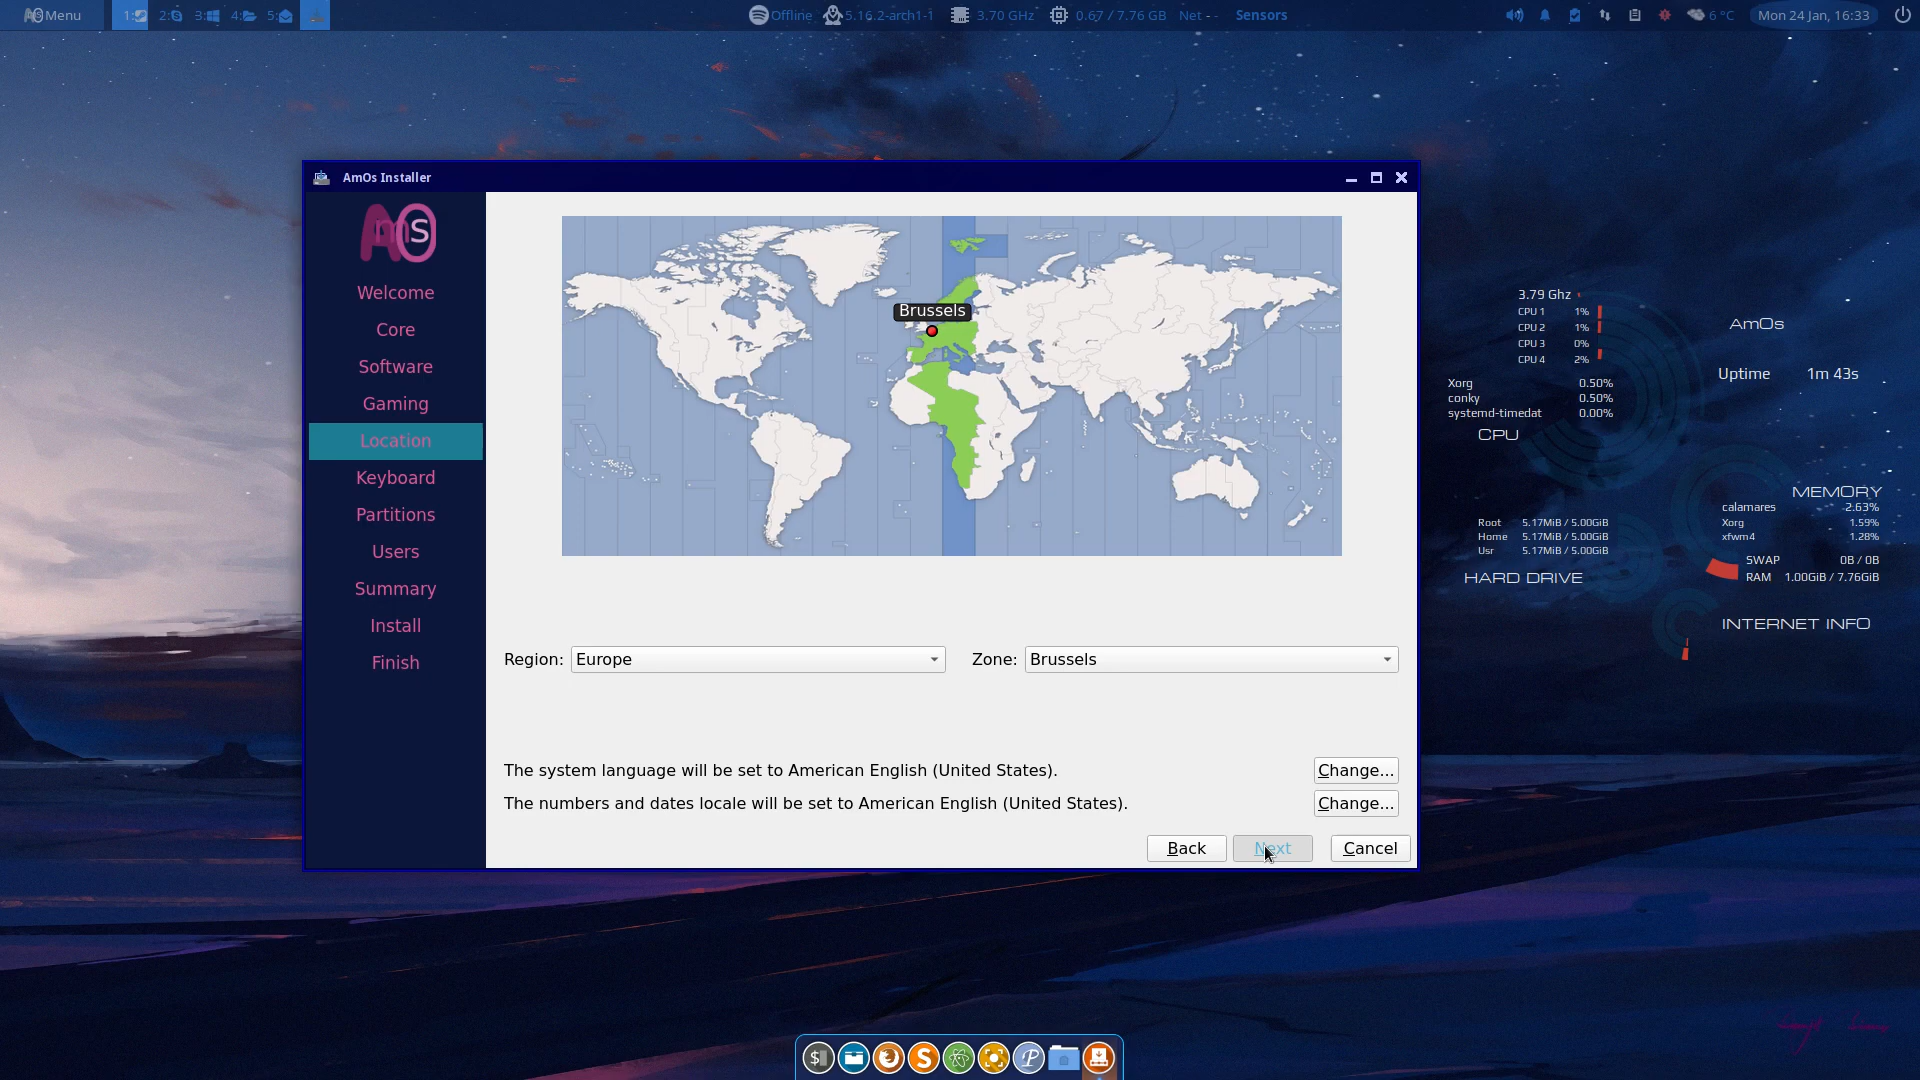 Menu
1:
2:
3:
4:
5:
Offline
5.16.2-arch1-1
3.70 GHz
0.67 / 7.76 GB
Net - -
Sensors
6 °C
Mon 24 Jan, 16:33
AmOs Installer
AmOs
Welcome
Core
Software
Gaming
Location
Keyboard
Partitions
Users
Summary
Install
Finish
Brussels
Region: Europe
Zone: Brussels
The system language will be set to American English (United States).
Change...
The numbers and dates locale will be set to American English (United States).
Change...
Back
Next
Cancel
3.79 Ghz
CPU 1 1%
CPU 2 1%
CPU 3 0%
CPU 4 2%
Xorg 0.50%
conky 0.50%
systemd-timedat 0.00%
CPU
AmOs
Uptime 1m 43s
MEMORY
calamares 2.63%
Xorg 1.59%
xfwm4 1.28%
SWAP 0B / 0B
RAM 1.00GiB / 7.76GiB
Root 5.17MiB / 5.00GiB
Home 5.17MiB / 5.00GiB
Usr 5.17MiB / 5.00GiB
HARD DRIVE
INTERNET INFO